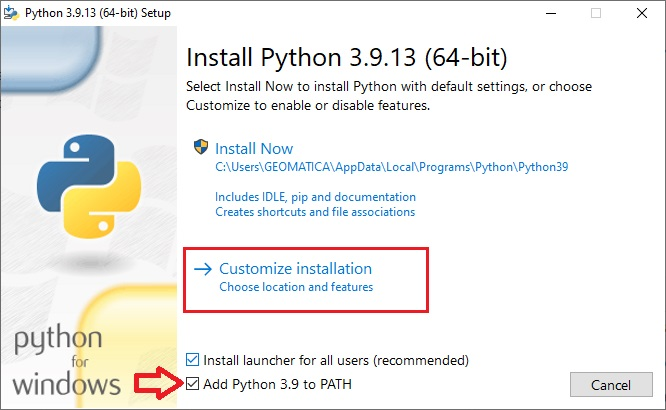 Python 3.9.13 (64-bit) Setup
Install Python 3.9.13 (64-bit)
Select Install Now to install Python with default settings, or choose
Customize to enable or disable features.
Install Now
C:\Users\GEOMATICA\AppData\Local\Programs\Python\Python39
Includes IDLE, pip and documentation
Creates shortcuts and file associations
Customize installation
Choose location and features
python
for
windows
Install launcher for all users (recommended)
Add Python 3.9 to PATH
Cancel